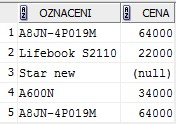 OZNACENI CENA
1 A8JN-4P019M 64000
2 Lifebook S2110 22000
3 Star new (null)
4 A600N 34000
5 A8JN-4P019M 64000